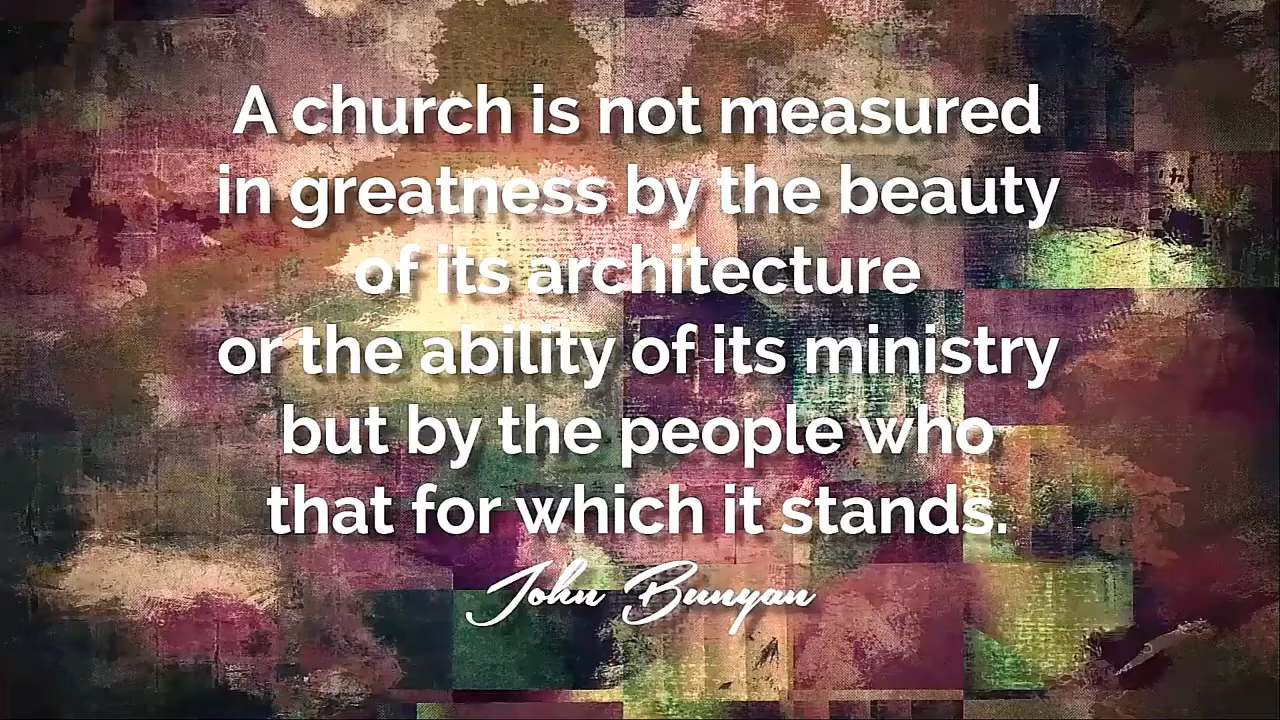 A church is not measured
in greatness by the beauty
of its architecture
or the ability of its ministry
but by the people who
that for which it stands.
John Bunyan